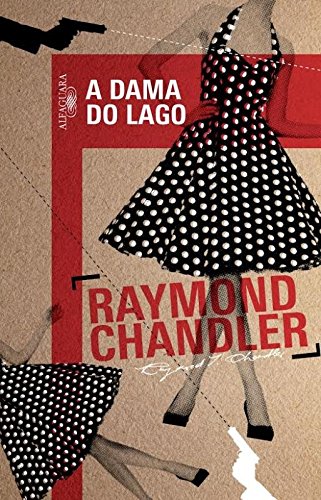 ALFAGUARA
A DAMA
DO LAGO
RAYMOND
CHANDLER
Raymond T. Chandler